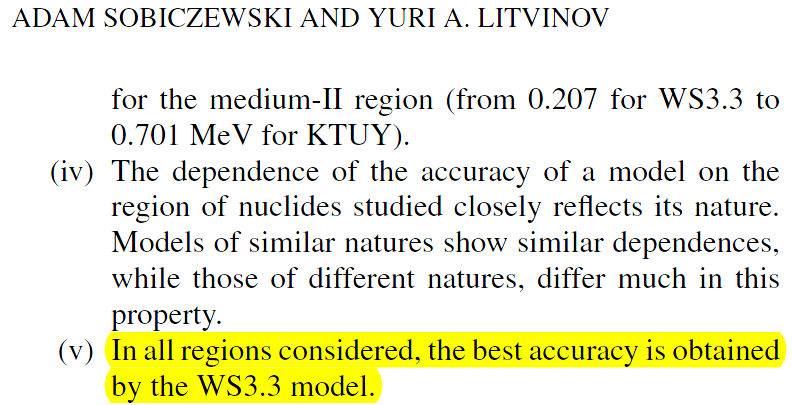 ADAM SOBICZEWSKI AND YURI A. LITVINOV
for the medium-II region (from 0.207 for WS3.3 to
0.701 MeV for KTUY).
(iv) The dependence of the accuracy of a model on the
region of nuclides studied closely reflects its nature.
Models of similar natures show similar dependences,
while those of different natures, differ much in this
property.
(v) In all regions considered, the best accuracy is obtained
by the WS3.3 model.